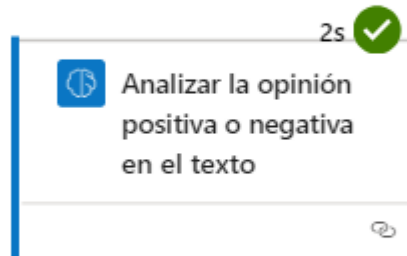 2s
Analizar la opinión
positiva o negativa
en el texto